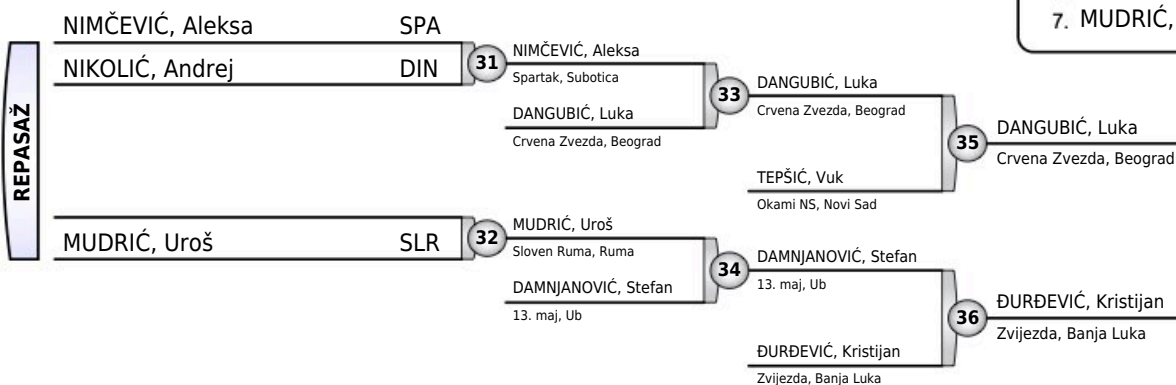 7. MUDRIĆ,
REPASAŽ
NIMČEVIĆ, Aleksa SPA
NIKOLIĆ, Andrej DIN
31
NIMČEVIĆ, Aleksa
Spartak, Subotica
DANGUBIĆ, Luka
Crvena Zvezda, Beograd
33
DANGUBIĆ, Luka
Crvena Zvezda, Beograd
TEPŠIĆ, Vuk
Okami NS, Novi Sad
35
DANGUBIĆ, Luka
Crvena Zvezda, Beograd
MUDRIĆ, Uroš SLR
32
MUDRIĆ, Uroš
Sloven Ruma, Ruma
DAMNJANOVIĆ, Stefan
13. maj, Ub
34
DAMNJANOVIĆ, Stefan
13. maj, Ub
ĐURĐEVIĆ, Kristijan
Zvijezda, Banja Luka
36
ĐURĐEVIĆ, Kristijan
Zvijezda, Banja Luka